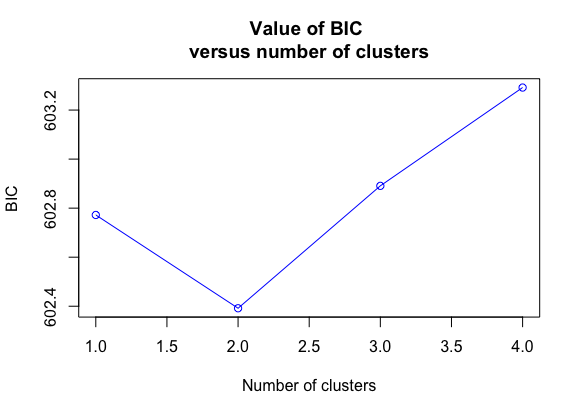 Value of BIC
versus number of clusters
603.2
602.8
602.4
BIC
1.0 1.5 2.0 2.5 3.0 3.5 4.0
Number of clusters